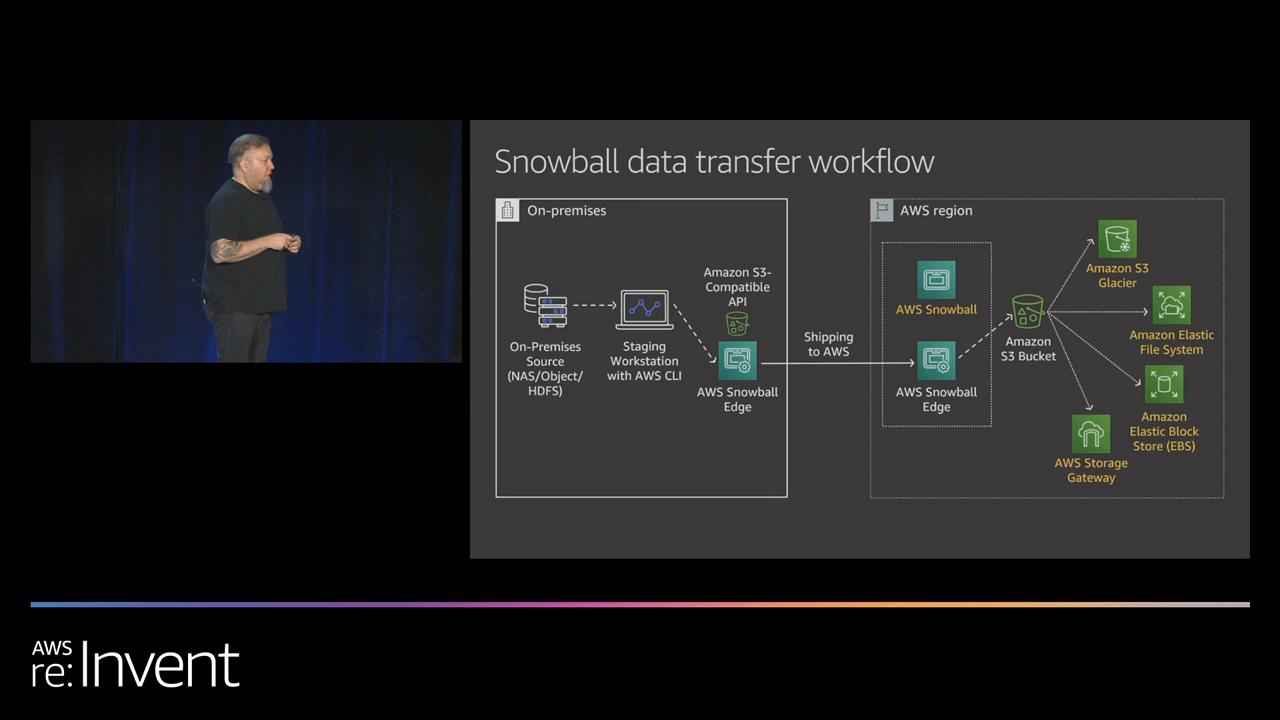 Snowball data transfer workflow
On-premises
On-Premises
Source
(NAS/Object/
HDFS)
Staging
Workstation
with AWS CLI
Amazon S3-
Compatible
API
AWS Snowball
Edge
Shipping
to AWS
AWS region
AWS Snowball
AWS Snowball
Edge
Amazon
S3 Bucket
Amazon S3
Glacier
Amazon Elastic
File System
Amazon
Elastic Block
Store (EBS)
AWS Storage
Gateway
AWS
re:Invent